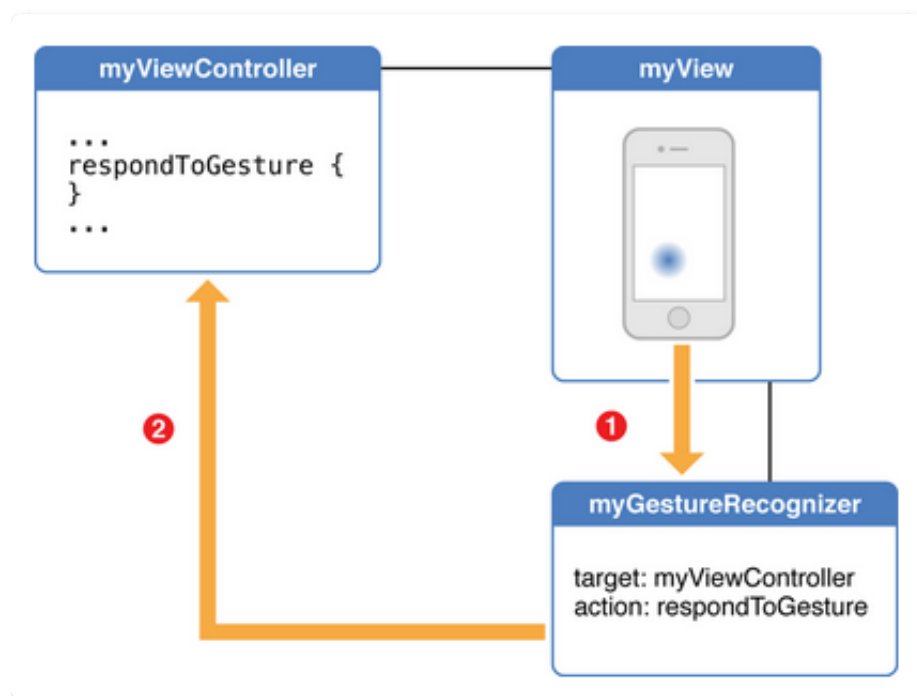 myViewController
...
respondToGesture {
}
...
myView
1
2
myGestureRecognizer
target: myViewController
action: respondToGesture